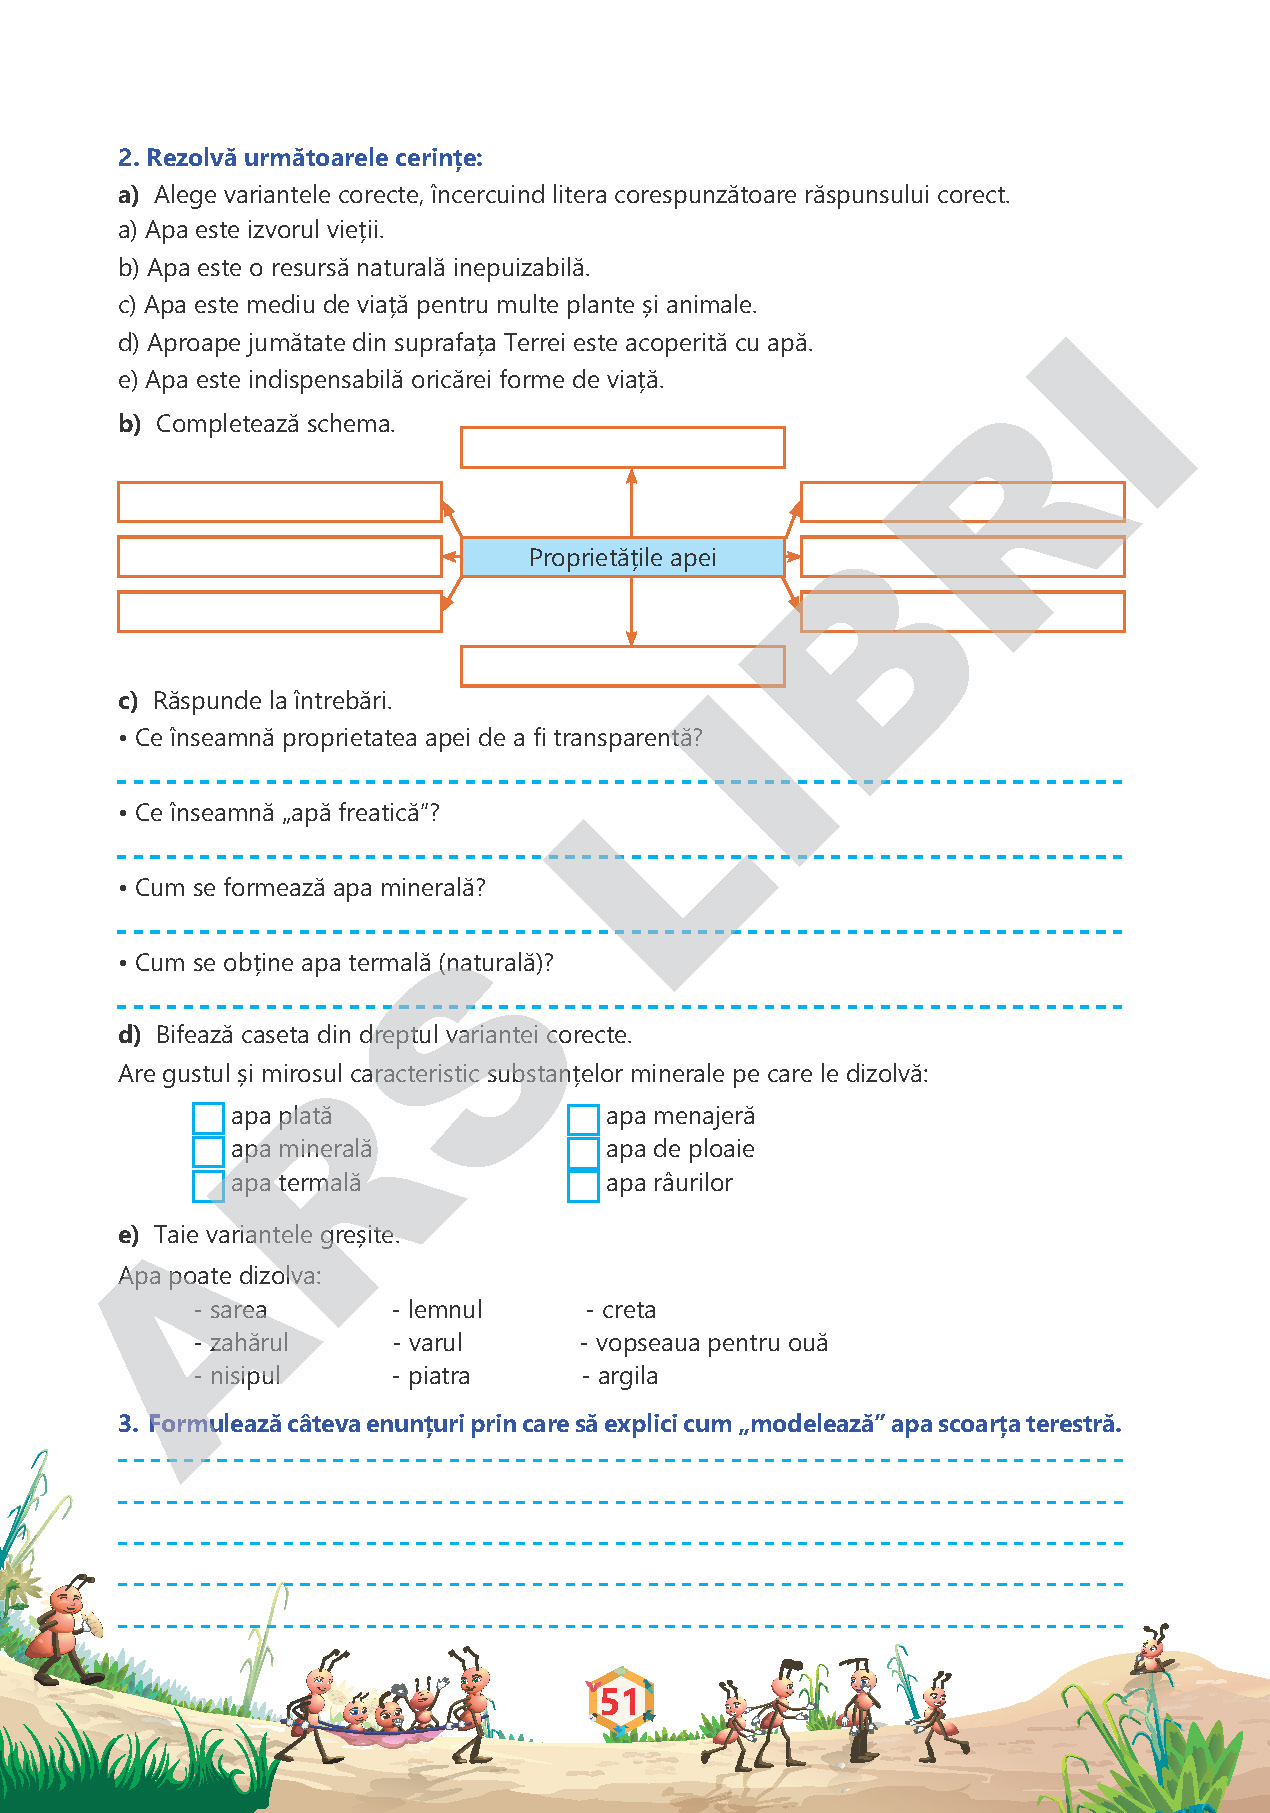 2. Rezolvă următoarele cerințe:
a) Alege variantele corecte, încercuind litera corespunzătoare răspunsului corect.
a) Apa este izvorul vieții.
b) Apa este o resursă naturală inepuizabilă.
c) Apa este mediu de viață pentru multe plante și animale.
d) Aproape jumătate din suprafața Terrei este acoperită cu apă.
e) Apa este indispensabilă oricărei forme de viață.
b) Completează schema.
Proprietățile apei
c) Răspunde la întrebări.
• Ce înseamnă proprietatea apei de a fi transparentă?
• Ce înseamnă „apă freatică”?
• Cum se formează apa minerală?
• Cum se obține apa termală (naturală)?
d) Bifează caseta din dreptul variantei corecte.
Are gustul și mirosul caracteristic substanțelor minerale pe care le dizolvă:
apa plată apa menajeră
apa minerală apa de ploaie
apa termală apa râurilor
e) Taie variantele greșite.
Apa poate dizolva:
- sarea - lemnul - creta
- zahărul - varul - vopseaua pentru ouă
- nisipul - piatra - argila
3. Formulează câteva enunțuri prin care să explici cum „modelează” apa scoarța terestră.
51
ARS LIBRI